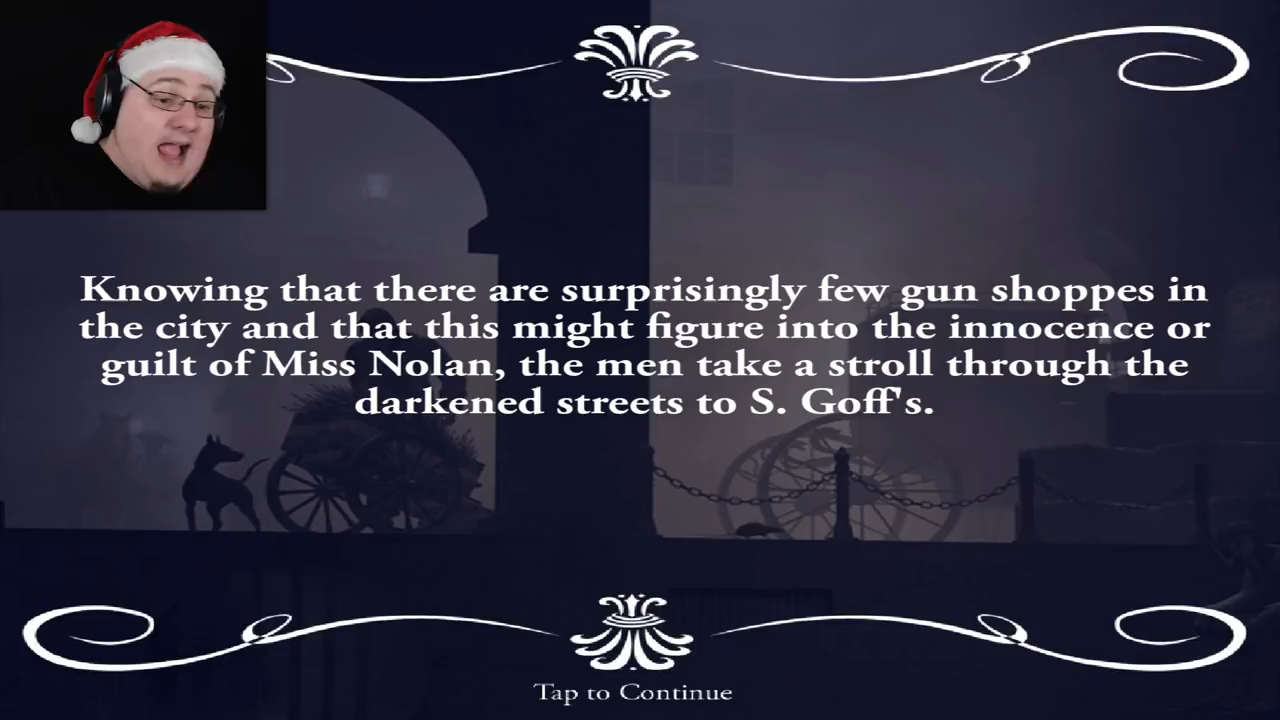 Knowing that there are surprisingly few gun shoppes in
the city and that this might figure into the innocence or
guilt of Miss Nolan, the men take a stroll through the
darkened streets to S. Goff's.
Tap to Continue